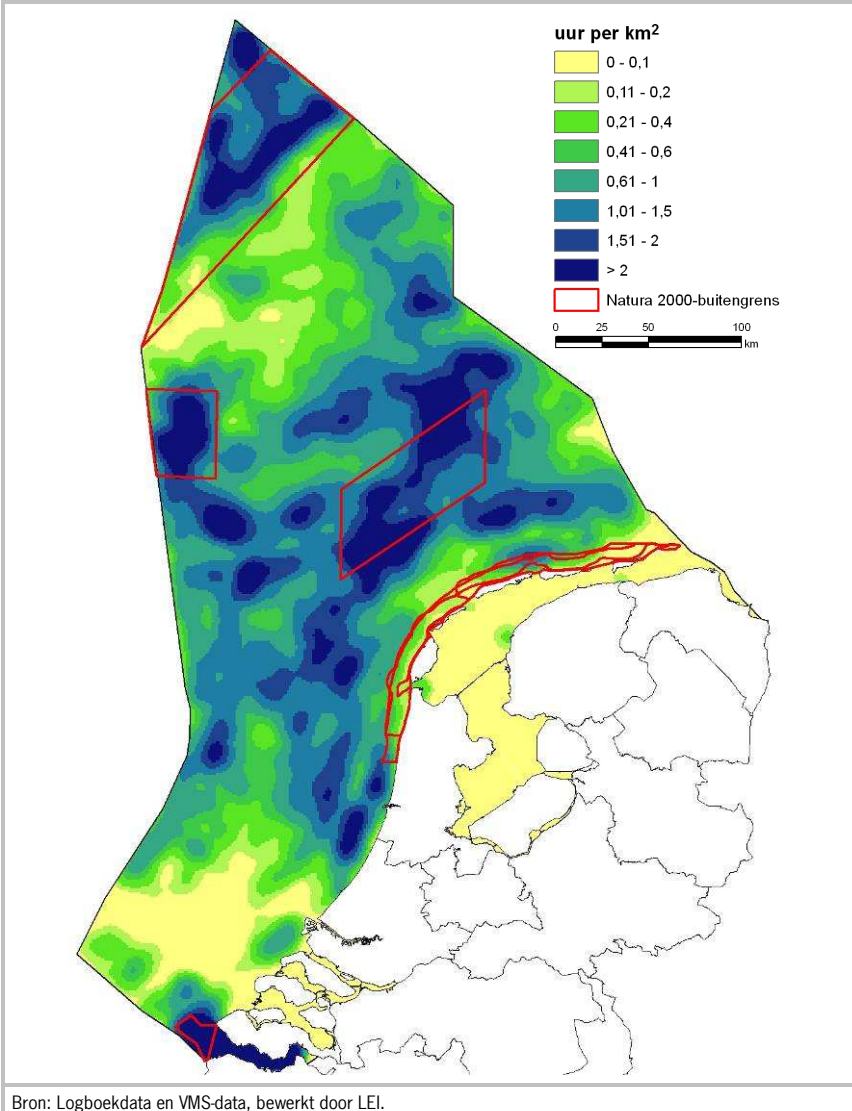 uur per km²
0 - 0,1
0,11 - 0,2
0,21 - 0,4
0,41 - 0,6
0,61 - 1
1,01 - 1,5
1,51 - 2
> 2
Natura 2000-buitengrens
0 25 50 100
km
Bron: Logboekdata en VMS-data, bewerkt door LEI.